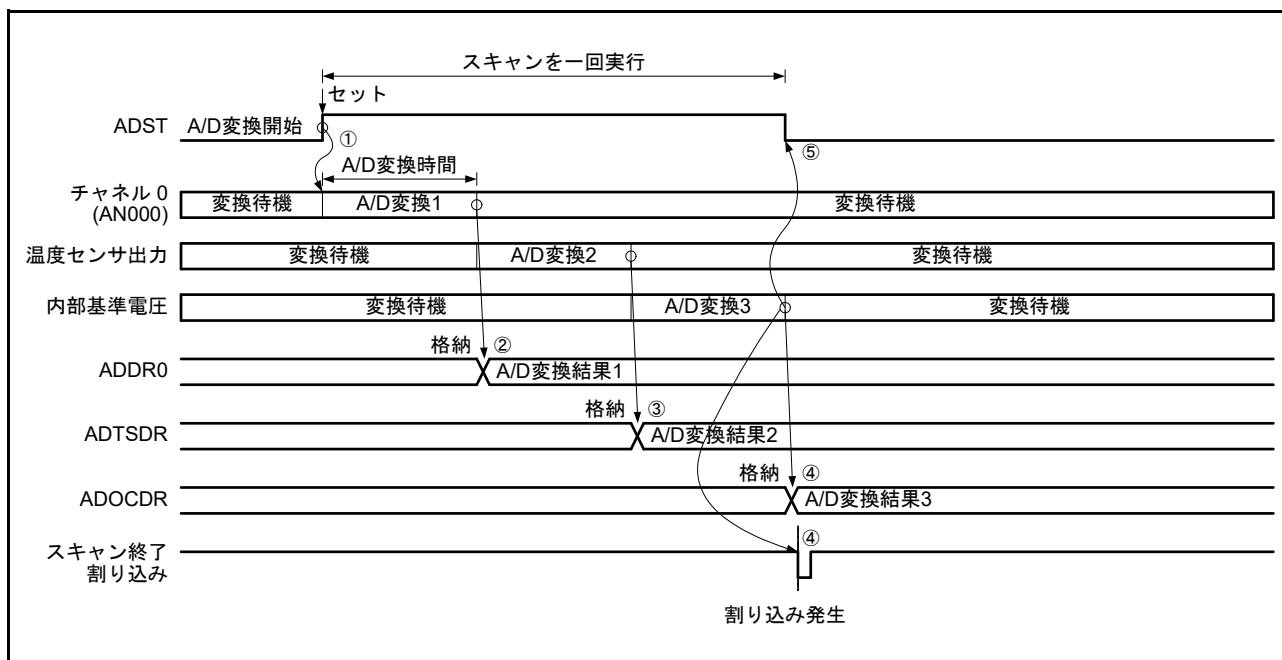 スキャンを一回実行
セット
ADST
A/D変換開始
①
⑤
A/D変換時間
チャネル 0
(AN000)
変換待機
A/D変換1
変換待機
温度センサ出力
変換待機
A/D変換2
変換待機
内部基準電圧
変換待機
A/D変換3
変換待機
格納
②
ADDR0
A/D変換結果1
格納
③
ADTSDR
A/D変換結果2
格納
④
ADOCDR
A/D変換結果3
スキャン終了
割り込み
④
割り込み発生